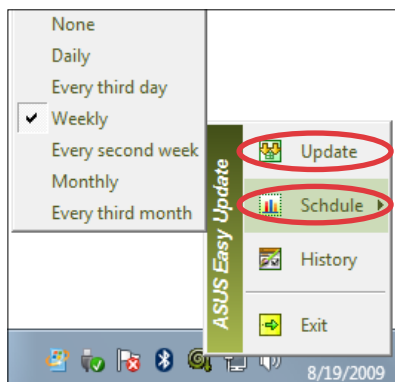 None
Daily
Every third day
Weekly
Every second week
Monthly
Every third month
ASUS Easy Update
Update
Schdule
History
Exit
8/19/2009